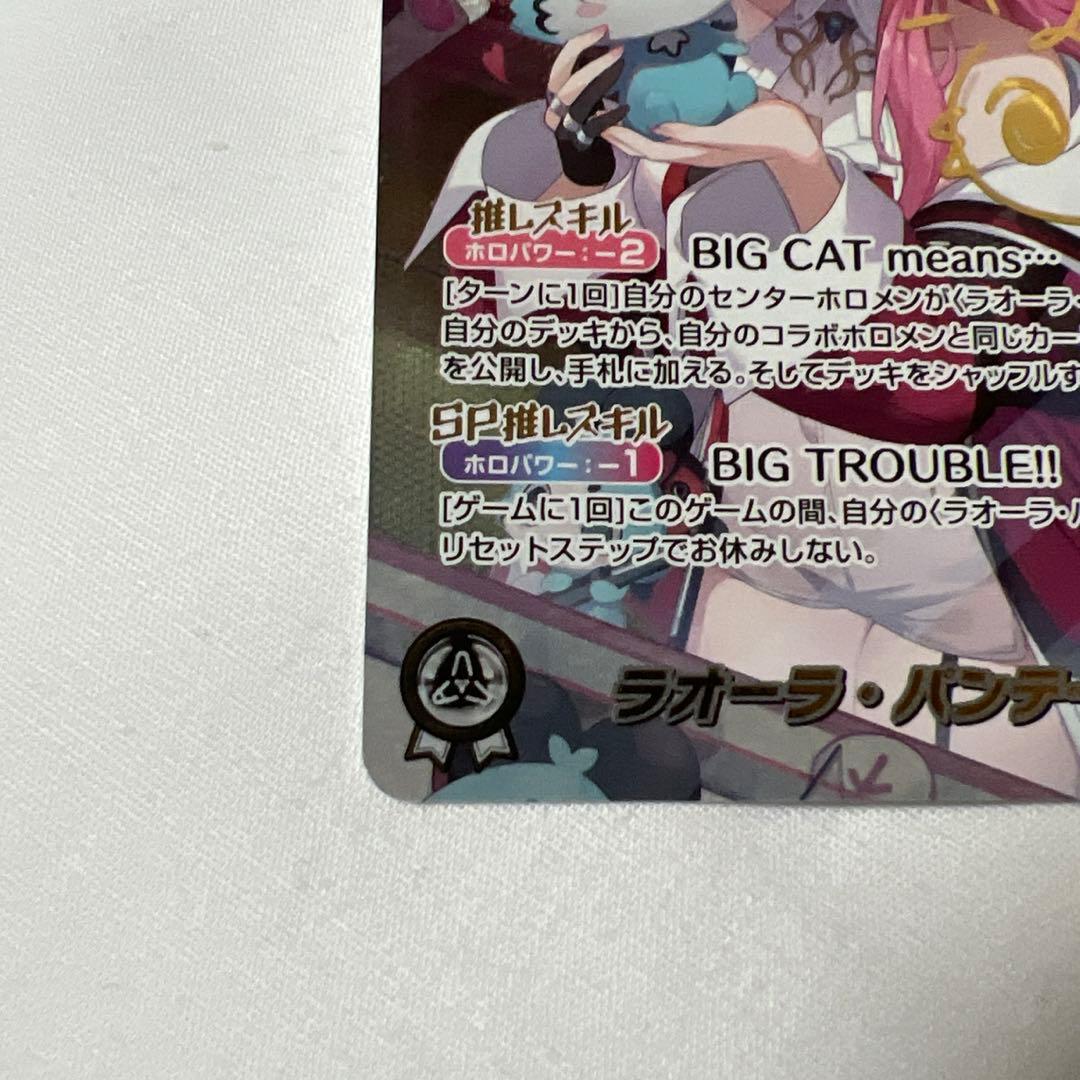 推しスキル
ホロパワー：－2 BIG CAT means…
[ターンに1回]自分のセンターホロメンが〈ラオーラ・
自分のデッキから、自分のコラボホロメンと同じカー
を公開し、手札に加える。そしてデッキをシャッフルす
SP推しスキル
ホロパワー：－1 BIG TROUBLE!!
[ゲームに1回]このゲームの間、自分の〈ラオーラ・パ
リセットステップでお休みしない。
ラオーラ・パンテー